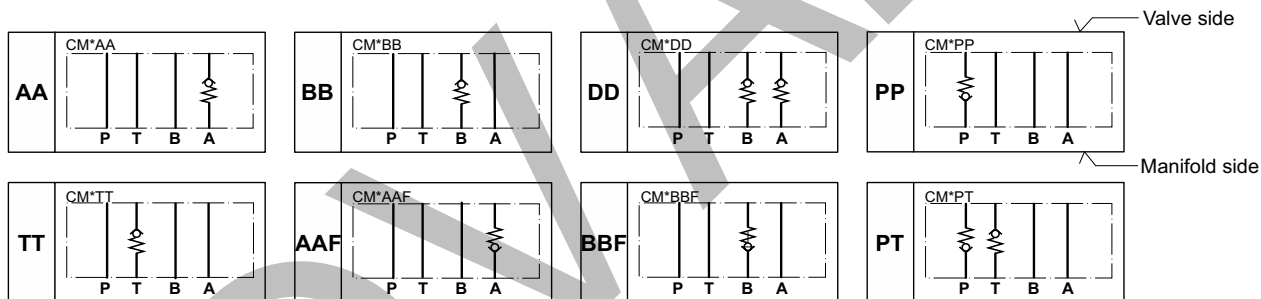 Valve side
CM*AA
AA
P T B A
CM*BB
BB
P T B A
CM*DD
DD
P T B A
CM*PP
PP
P T B A
Manifold side
CM*TT
TT
P T B A
CM*AAF
AAF
P T B A
CM*BBF
BBF
P T B A
CM*PT
PT
P T B A